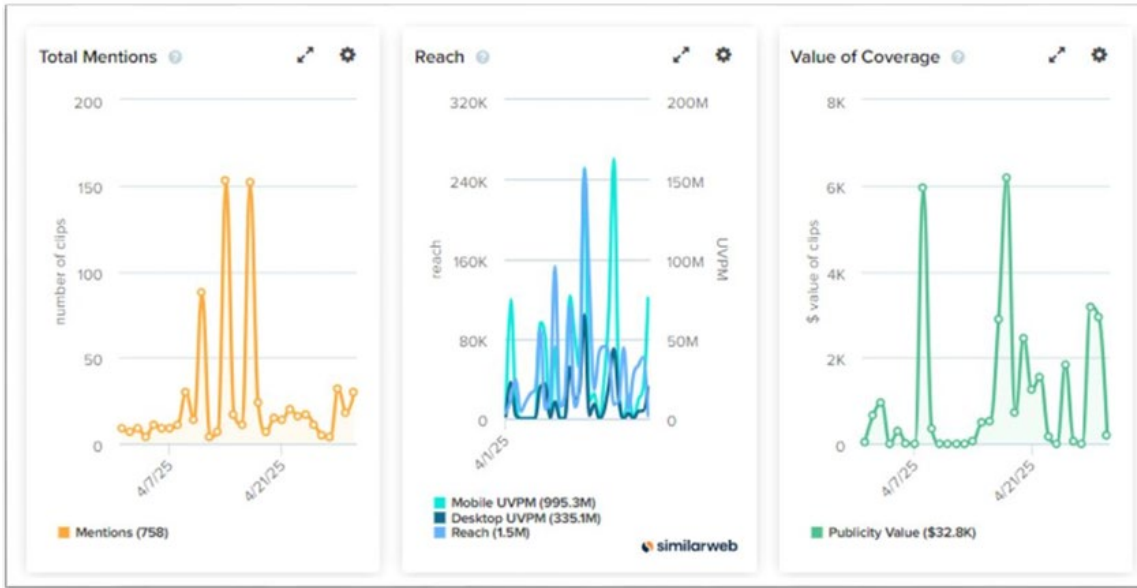 Total Mentions
200
150
100
50
0
number of clips
4/7/25
4/21/25
Mentions (758)
Reach
320K
240K
160K
80K
0
reach
200M
150M
100M
50M
0
UVPM
4/1/25
Mobile UVPM (995.3M)
Desktop UVPM (335.1M)
Reach (1.5M)
similarweb
Value of Coverage
8K
6K
4K
2K
0
$ value of clips
4/7/25
4/21/25
Publicity Value ($32.8K)